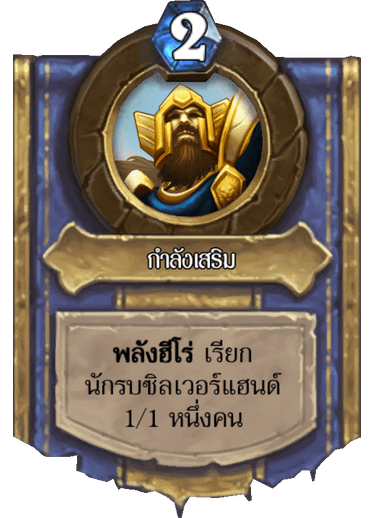 2
กำลังเสริม
พลังฮีโร่ เรียก
นักรบซิลเวอร์แฮนด์
1/1 หนึ่งคน